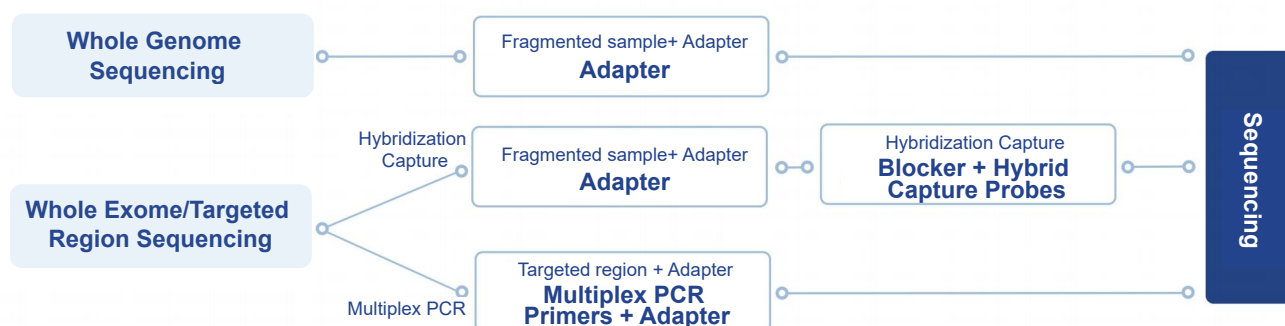 Whole Genome
Sequencing
Fragmented sample+ Adapter
Adapter
Hybridization
Capture
Fragmented sample+ Adapter
Adapter
Hybridization Capture
Blocker + Hybrid
Capture Probes
Whole Exome/Targeted
Region Sequencing
Multiplex PCR
Targeted region + Adapter
Multiplex PCR
Primers + Adapter
Sequencing